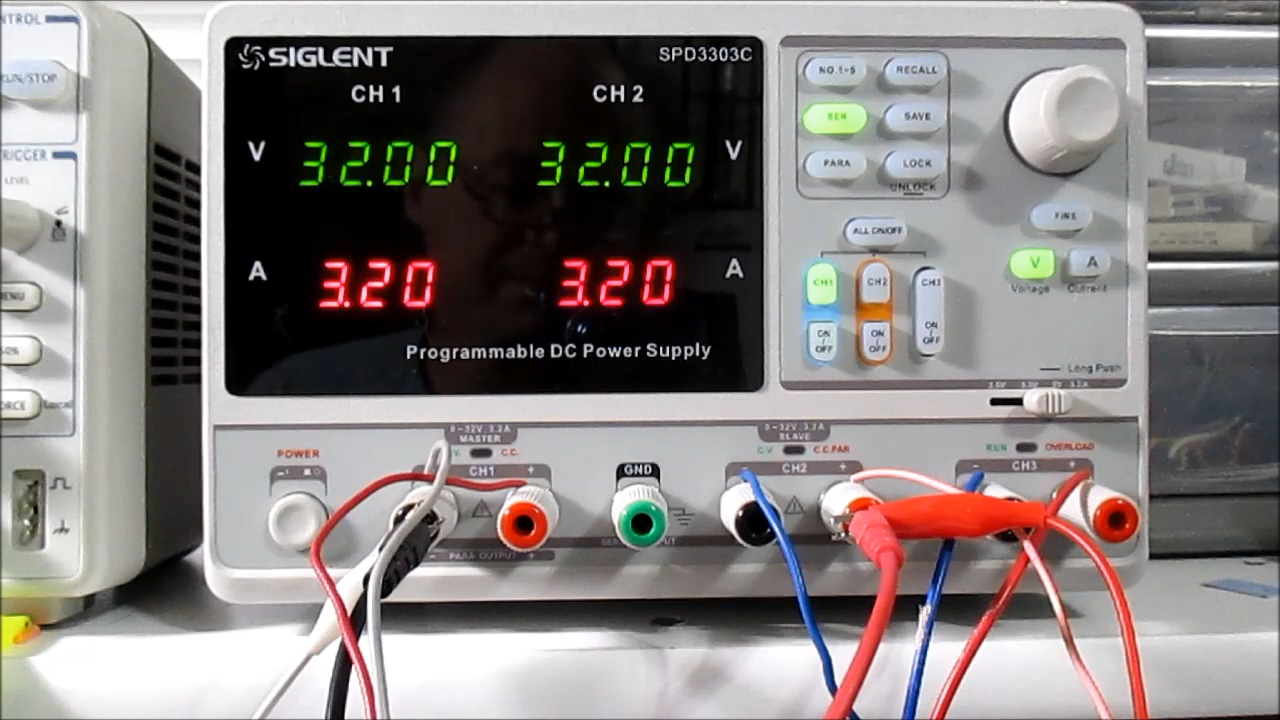 NTROL
RUN/STOP
RIGGER
LEVEL
MENU
50%
FORCE Local
SIGLENT SPD3303C
CH 1 CH 2
V 32.00 32.00 V
A 3.20 3.20 A
Programmable DC Power Supply
NO.1~5 RECALL
SER SAVE
PARA LOCK
UNLOCK
ALL ON/OFF
FINE
V A
Voltage Current
CH1 CH2 CH3
ON/OFF ON/OFF ON/OFF
Long Push
2.5V 3.3V 5V 3.2A
POWER
0~32V, 3.2A
MASTER
C.C.
CH1 +
PARA OUTPUT +
GND
0~32V, 3.2A
SLAVE
C.V. C.C.PAR
- CH2 +
RUN OVERLOAD
- CH3 +